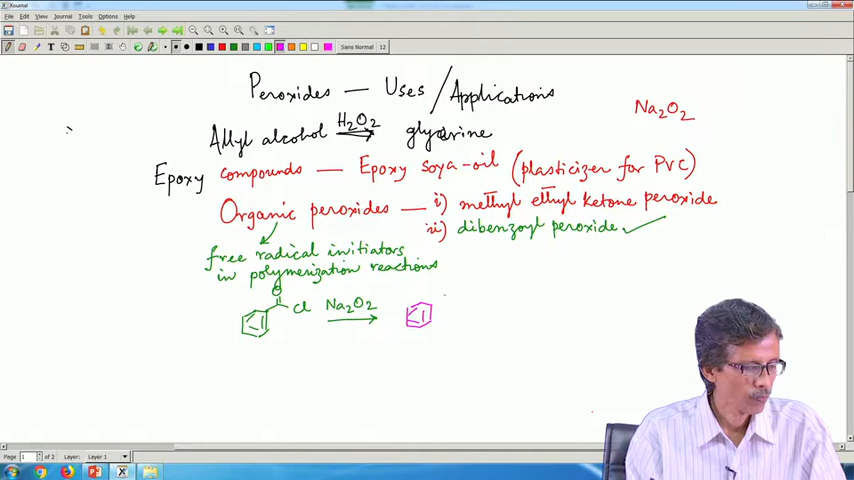 Xournal
File Edit View Journal Tools Options Help
Sans Normal 12
Peroxides — Uses / Applications
Na2O2
Allyl alcohol H2O2 glycerine
Epoxy compounds — Epoxy soya-oil (plasticizer for PVC)
Organic peroxides — i) methyl ethyl ketone peroxide
ii) dibenzoyl peroxide
free radical initiators
in polymerization reactions
O
Cl Na2O2
Page 1 of 2 Layer: Layer 1